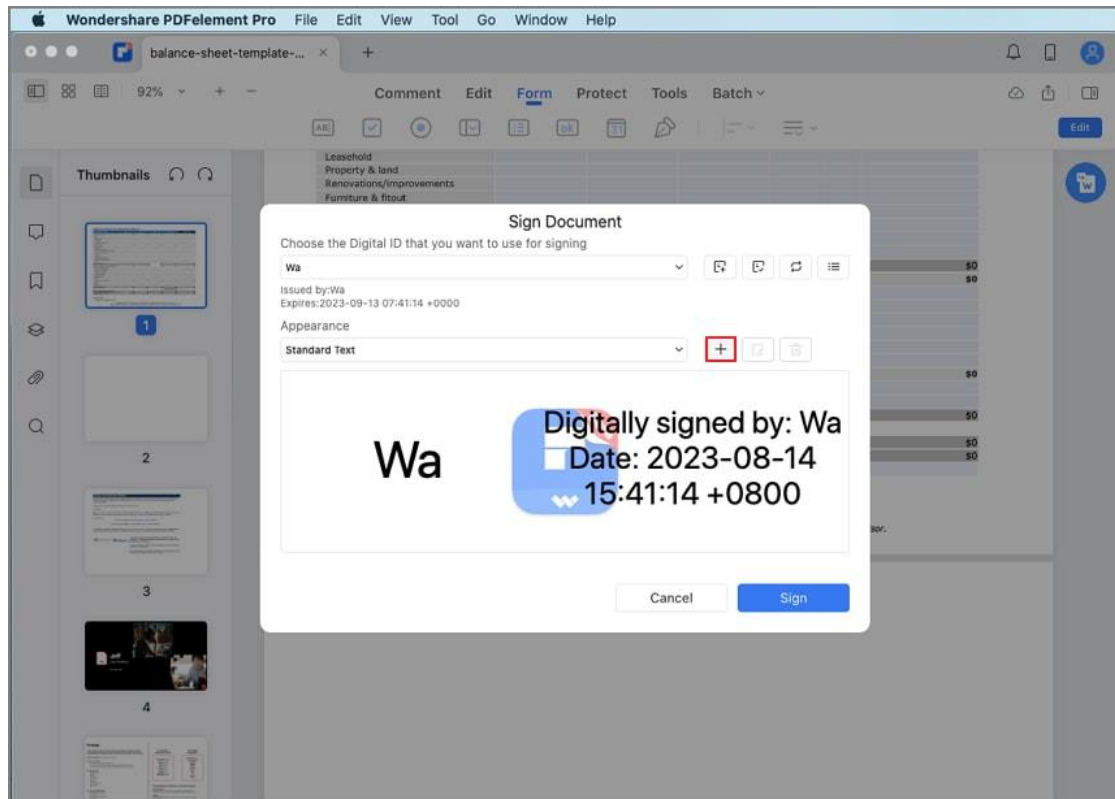 Wondershare PDFelement Pro File Edit View Tool Go Window Help
balance-sheet-template-...
92%
Comment Edit Form Protect Tools Batch
Edit
Thumbnails
Leasehold
Property & land
Renovations/improvements
Furniture & fitout
Sign Document
Choose the Digital ID that you want to use for signing
Wa
Issued by:Wa
Expires:2023-09-13 07:41:14 +0000
Appearance
Standard Text
Wa
Digitally signed by: Wa
Date: 2023-08-14
15:41:14 +0800
Cancel Sign
$0
$0
$0
$0
$0
$0
1
2
3
4